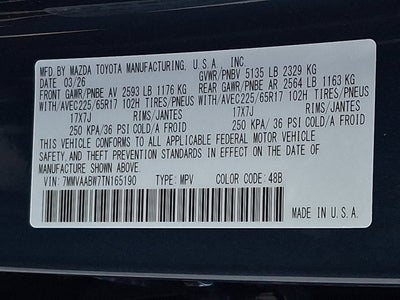 MFD BY MAZDA TOYOTA MANUFACTURING, U.S.A., INC
03/26 GVWR/PNBV 5135 LB 2329 KG
FRONT GAWR/PNBE AV 2593 LB 1176 KG REAR GAWR/PNBE AR 2564 LB 1163 KG
WITH/AVEC225/65R17 102H TIRES/PNEUS WITH/AVEC225/65R17 102H TIRES/PNEUS
17X7J RIMS/JANTES 17X7J RIMS/JANTES
250 KPA/36 PSI COLD/A FROID 250 KPA/36 PSI COLD/A FROID
THIS VEHICLE CONFORMS TO ALL APPLICABLE FEDERAL MOTOR VEHICLE
SAFETY,AND THEFT PREVENTION STANDARDS IN EFFECT ON THE DATE OF
MANUFACTURE SHOWN ABOVE.
VIN:7MMVAABW7TN165190 TYPE: MPV COLOR CODE: 48B
MADE IN U.S.A.